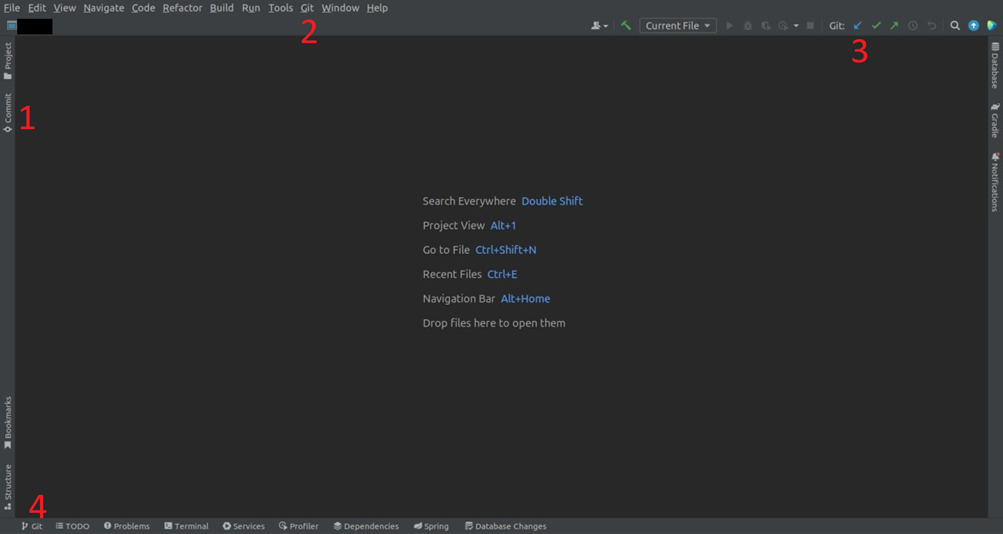 File Edit View Navigate Code Refactor Build Run Tools Git Window Help
2
Current File
Git:
3
Project
Commit
1
Database
Gradle
Notifications
Search Everywhere Double Shift
Project View Alt+1
Go to File Ctrl+Shift+N
Recent Files Ctrl+E
Navigation Bar Alt+Home
Drop files here to open them
Bookmarks
Structure
4
Git TODO Problems Terminal Services Profiler Dependencies Spring Database Changes